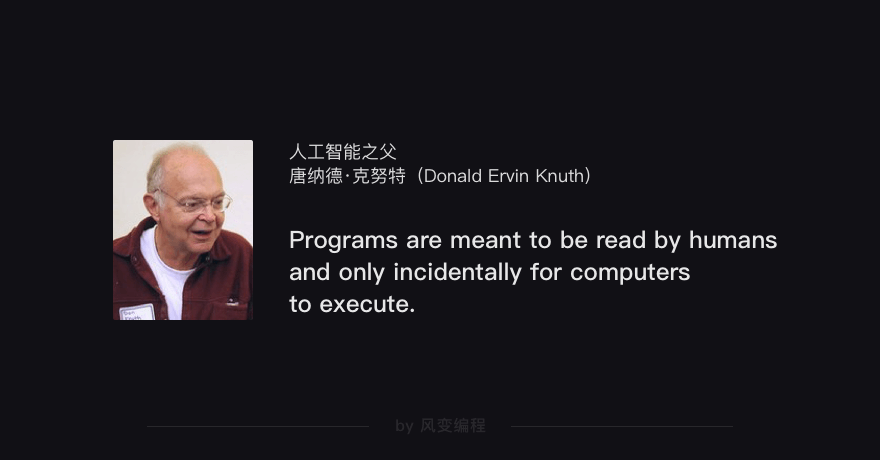 人工智能之父
唐纳德·克努特（Donald Ervin Knuth）
Programs are meant to be read by humans
and only incidentally for computers
to execute.
by 风变编程